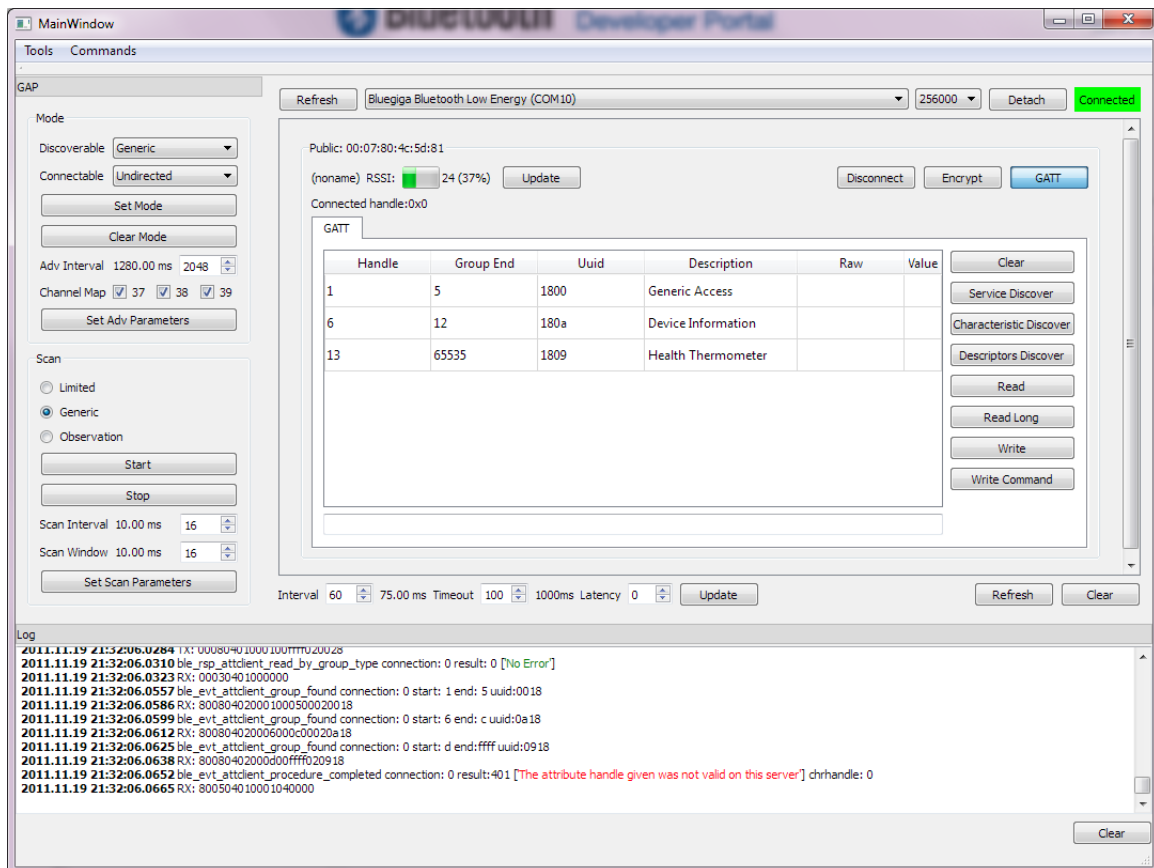 MainWindow
Bluetooth Developer Portal
Tools Commands
GAP
Mode
Discoverable Generic
Connectable Undirected
Set Mode
Clear Mode
Adv Interval 1280.00 ms 2048
Channel Map 37 38 39
Set Adv Parameters
Scan
Limited
Generic
Observation
Start
Stop
Scan Interval 10.00 ms 16
Scan Window 10.00 ms 16
Set Scan Parameters
Refresh Bluegiga Bluetooth Low Energy (COM10) 256000 Detach Connected
Public: 00:07:80:4c:5d:81
(noname) RSSI: 24 (37%) Update Disconnect Encrypt GATT
Connected handle:0x0
GATT
Handle Group End Uuid Description Raw Value
1 5 1800 Generic Access
6 12 180a Device Information
13 65535 1809 Health Thermometer
Clear
Service Discover
Characteristic Discover
Descriptors Discover
Read
Read Long
Write
Write Command
Interval 60 75.00 ms Timeout 100 1000ms Latency 0 Update Refresh Clear
Log
2011.11.19 21:32:06.0284 TX: 00080401000100ffff020028
2011.11.19 21:32:06.0310 ble_rsp_attclient_read_by_group_type connection: 0 result: 0 ['No Error']
2011.11.19 21:32:06.0323 RX: 00030401000000
2011.11.19 21:32:06.0557 ble_evt_attclient_group_found connection: 0 start: 1 end: 5 uuid:0018
2011.11.19 21:32:06.0586 RX: 800804020001000500020018
2011.11.19 21:32:06.0599 ble_evt_attclient_group_found connection: 0 start: 6 end: c uuid:0a18
2011.11.19 21:32:06.0612 RX: 800804020006000c00020a18
2011.11.19 21:32:06.0625 ble_evt_attclient_group_found connection: 0 start: d end:ffff uuid:0918
2011.11.19 21:32:06.0638 RX: 80080402000d00ffff020918
2011.11.19 21:32:06.0652 ble_evt_attclient_procedure_completed connection: 0 result:401 ['The attribute handle given was not valid on this server'] chrhandle: 0
2011.11.19 21:32:06.0665 RX: 800504010001040000
Clear